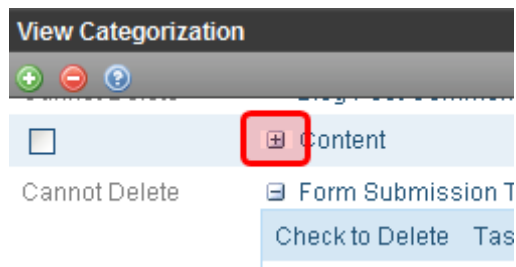 View Categorization
Content
Cannot Delete
Form Submission T
Check to Delete Tas